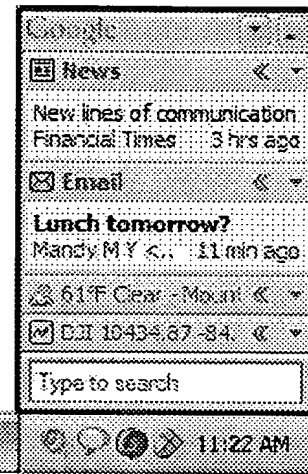 Google
News
New lines of communication
Financial Times 3 hrs ago
Email
Lunch tomorrow?
Mandy M Y <.. 11 min ago
61°F Clear - Mount
DJI 10434.87 -84.
Type to search
11:22 AM